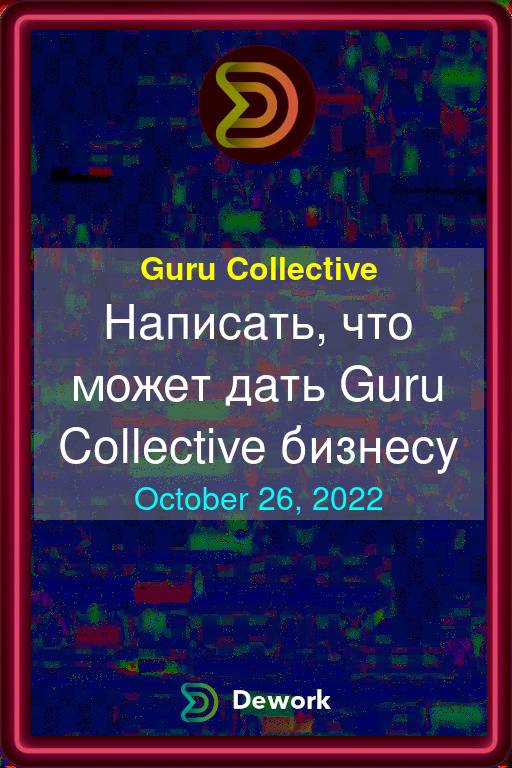 Guru Collective
Написать, что
может дать Guru
Collective бизнесу
October 26, 2022
Dework